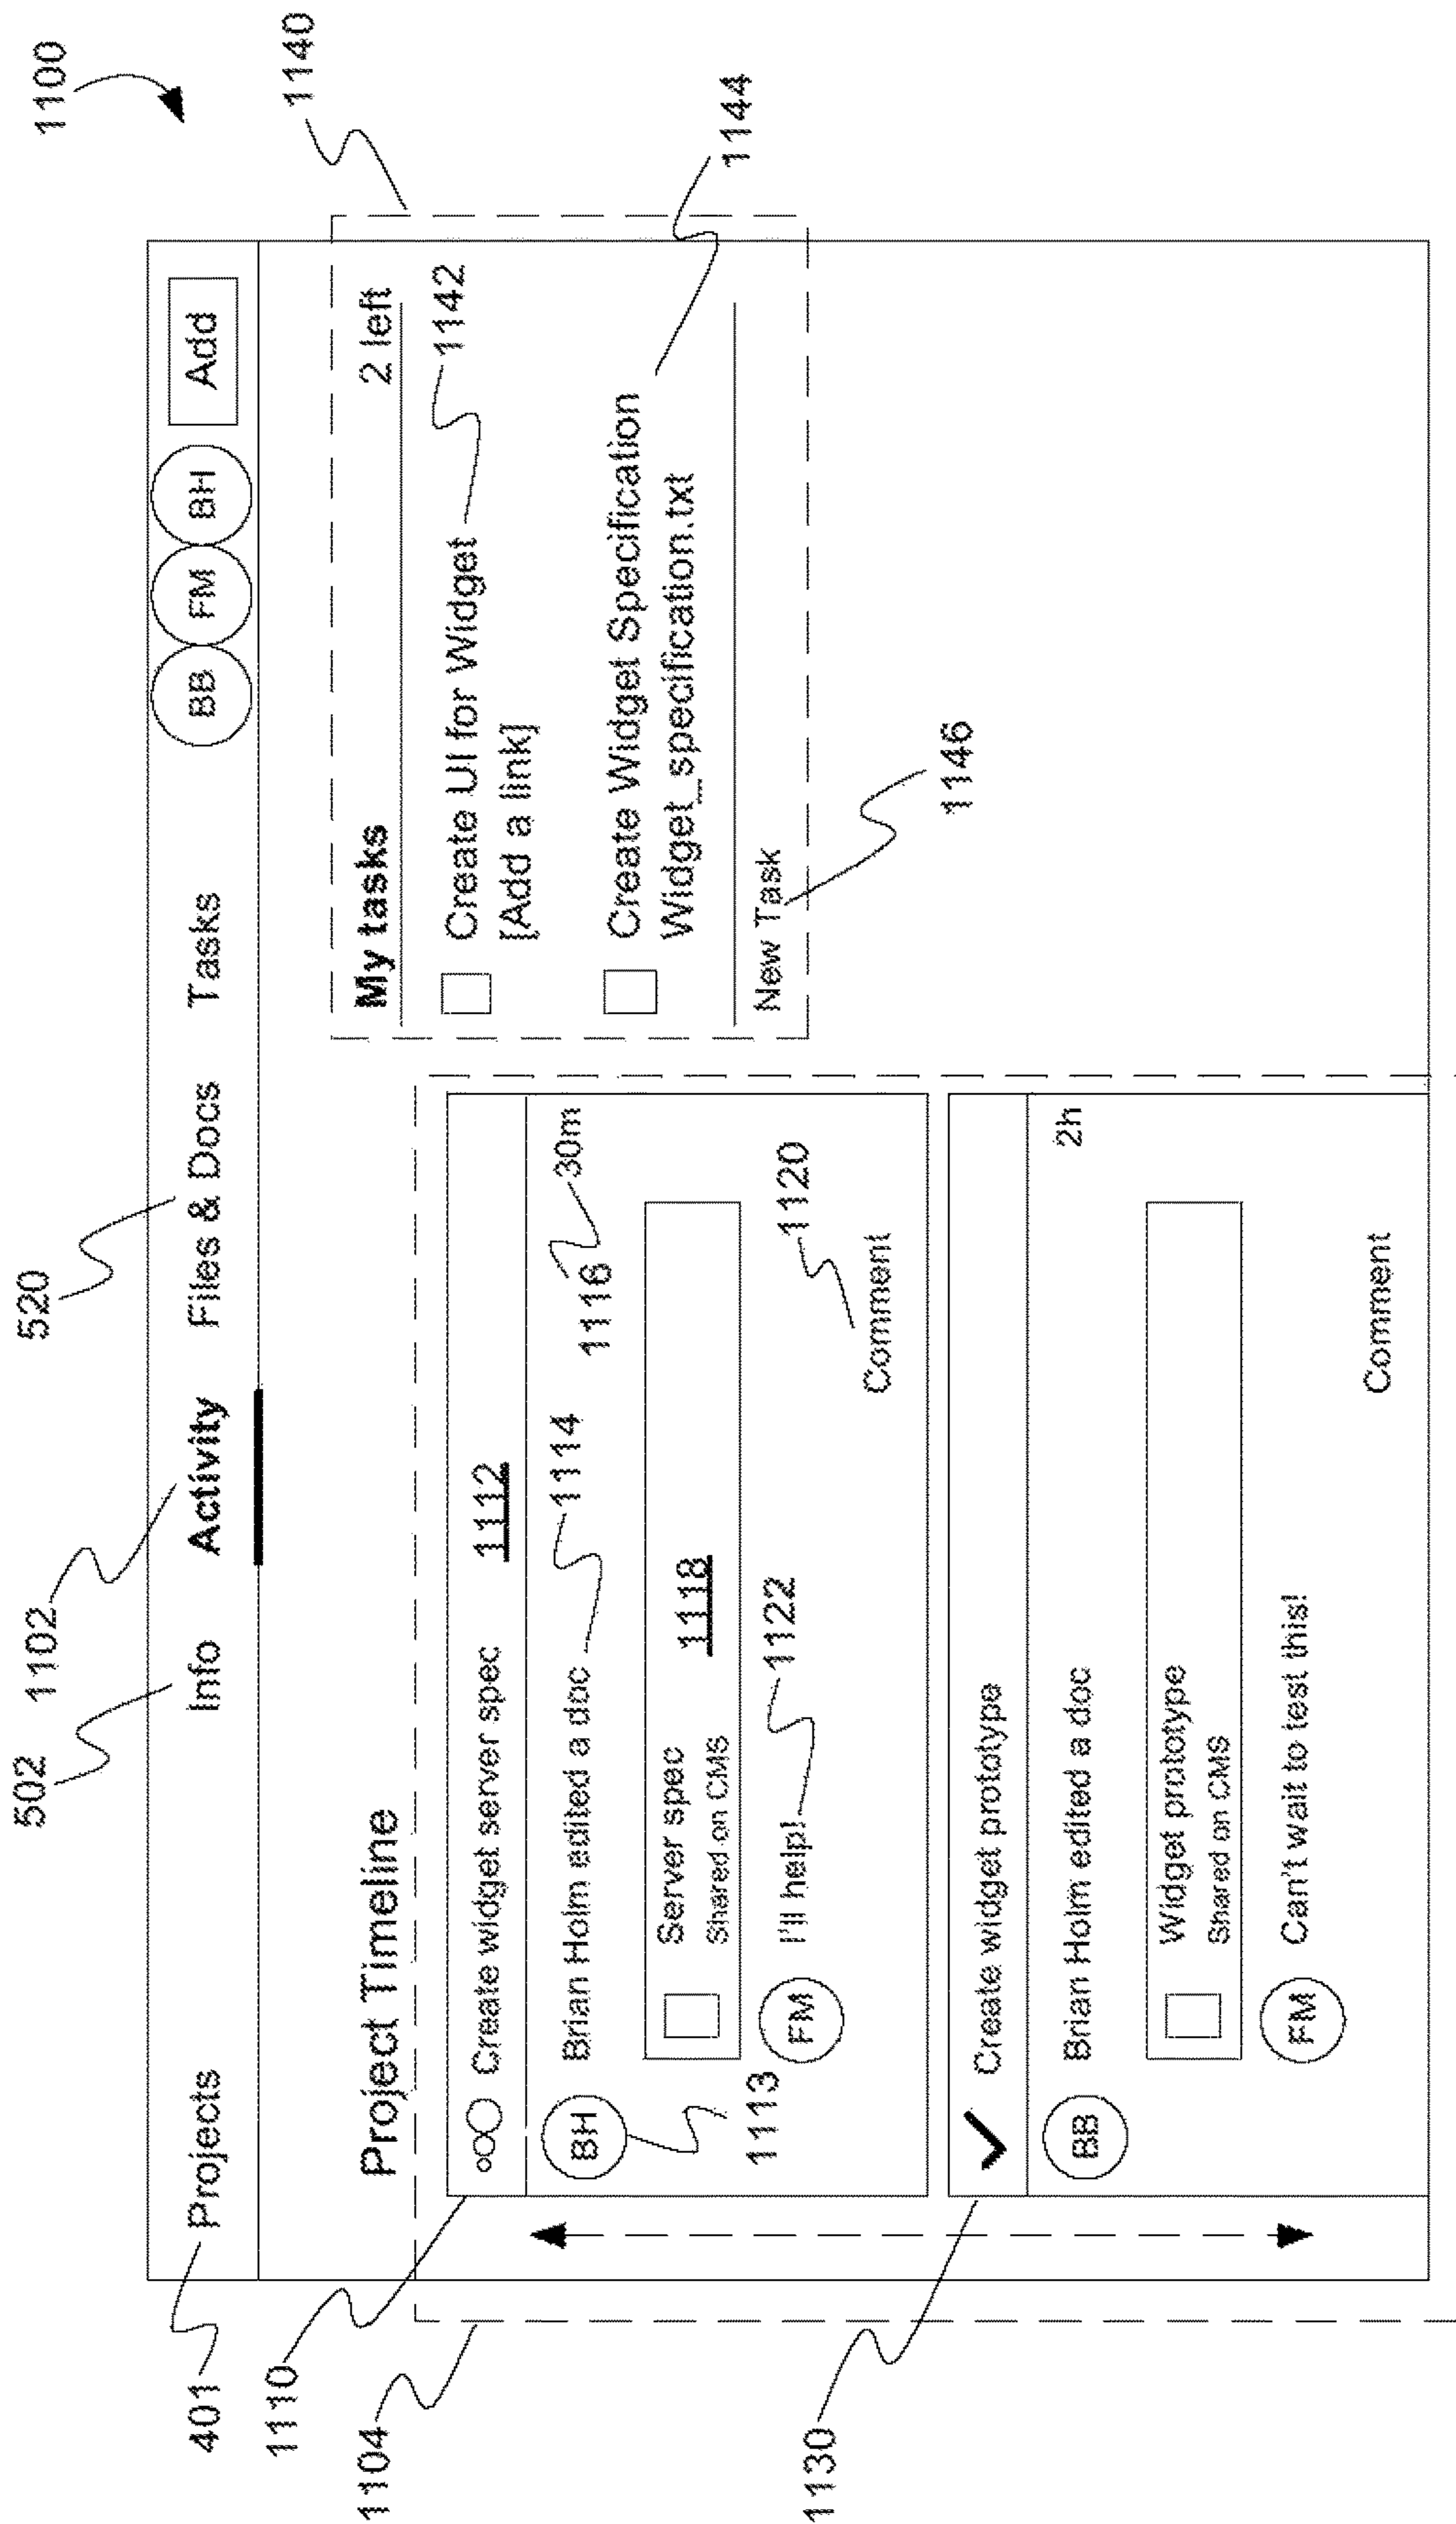 1100
502
1102
520
1140
401
Projects
Info
Activity
Files & Docs
Tasks
BB
FM
BH
Add
1110
1104
Project Timeline
Create widget server spec
1112
BH
Brian Holm edited a doc
1114
1116
30m
1113
Server spec
1118
Shared on CMS
FM
I'll help!
1122
1120
Comment
1130
Create widget prototype
BB
Brian Holm edited a doc
2h
Widget prototype
Shared on CMS
FM
Can't wait to test this!
Comment
My tasks
2 left
Create UI for Widget
1142
[Add a link]
Create Widget Specification
1144
Widget_specification.txt
New Task
1146